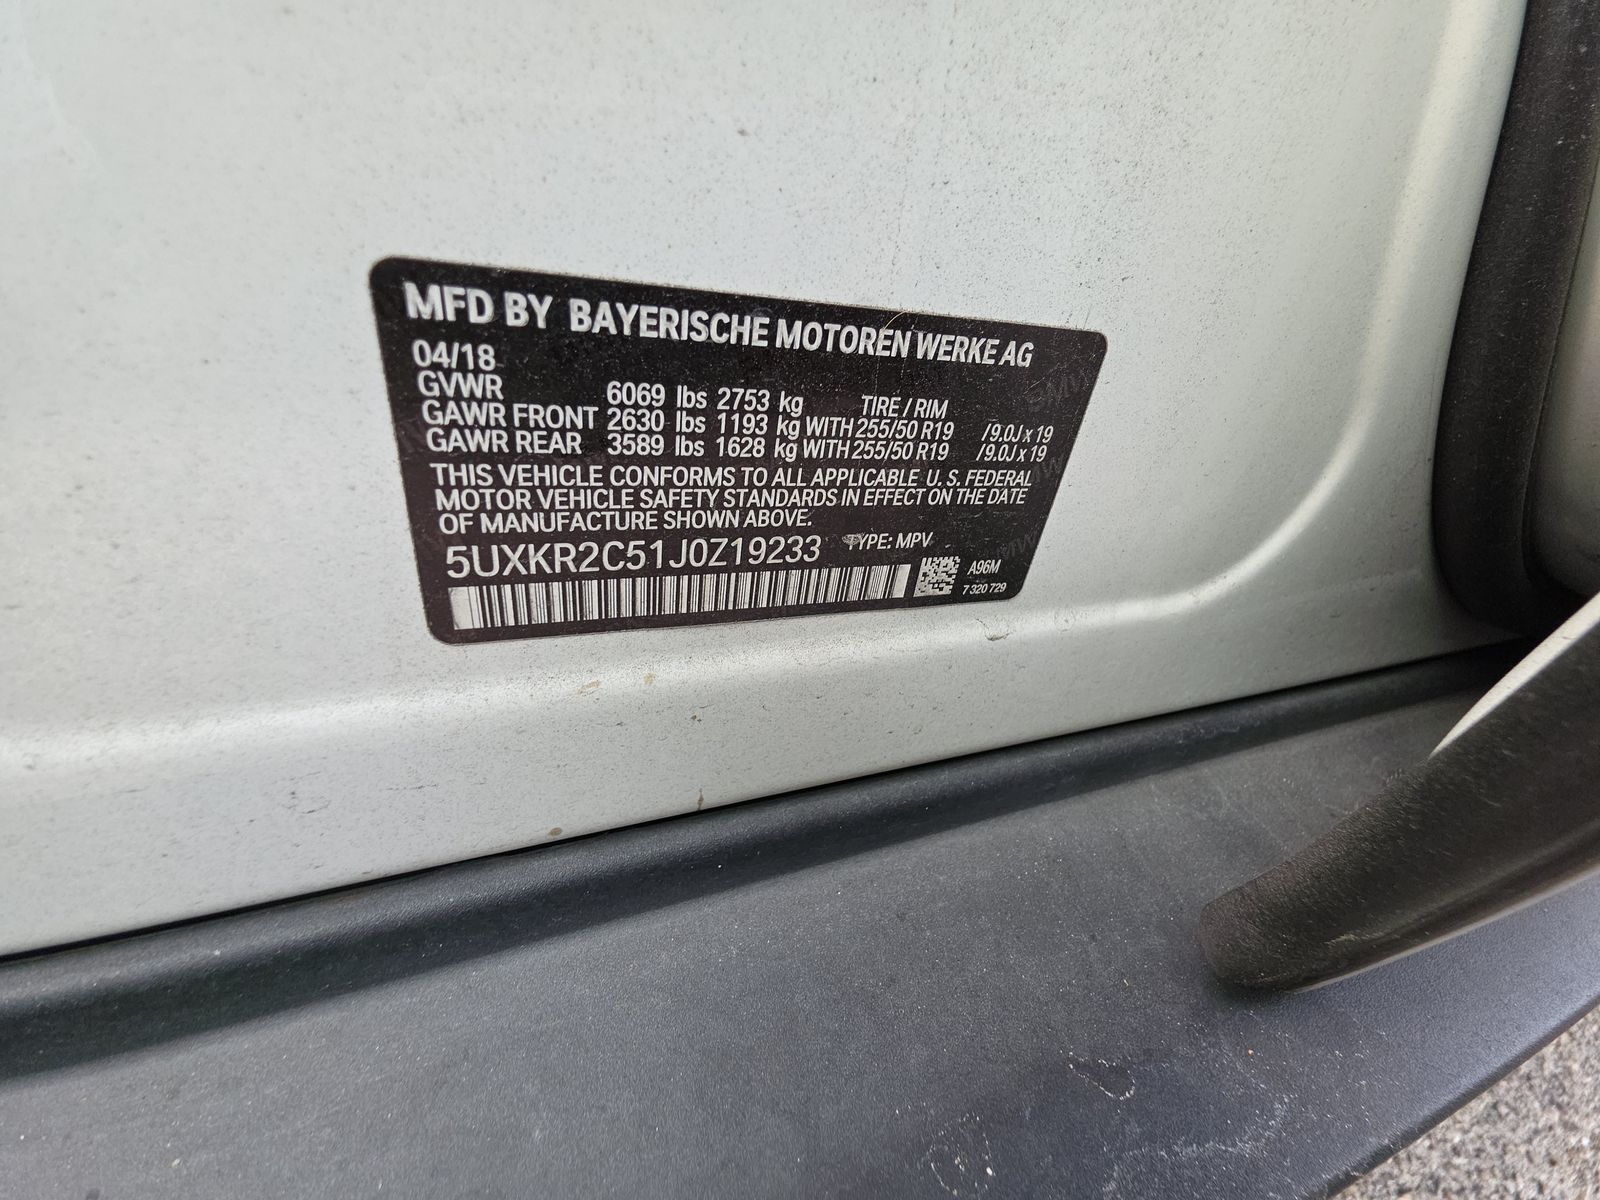 MFD BY BAYERISCHE MOTOREN WERKE AG
04/18
GVWR 6069 lbs 2753 kg TIRE / RIM
GAWR FRONT 2630 lbs 1193 kg WITH 255/50 R19 /9.0J x 19
GAWR REAR 3589 lbs 1628 kg WITH 255/50 R19 /9.0J x 19
THIS VEHICLE CONFORMS TO ALL APPLICABLE U. S. FEDERAL
MOTOR VEHICLE SAFETY STANDARDS IN EFFECT ON THE DATE
OF MANUFACTURE SHOWN ABOVE.
5UXKR2C51J0Z19233 TYPE: MPV
A96M
7 320 729